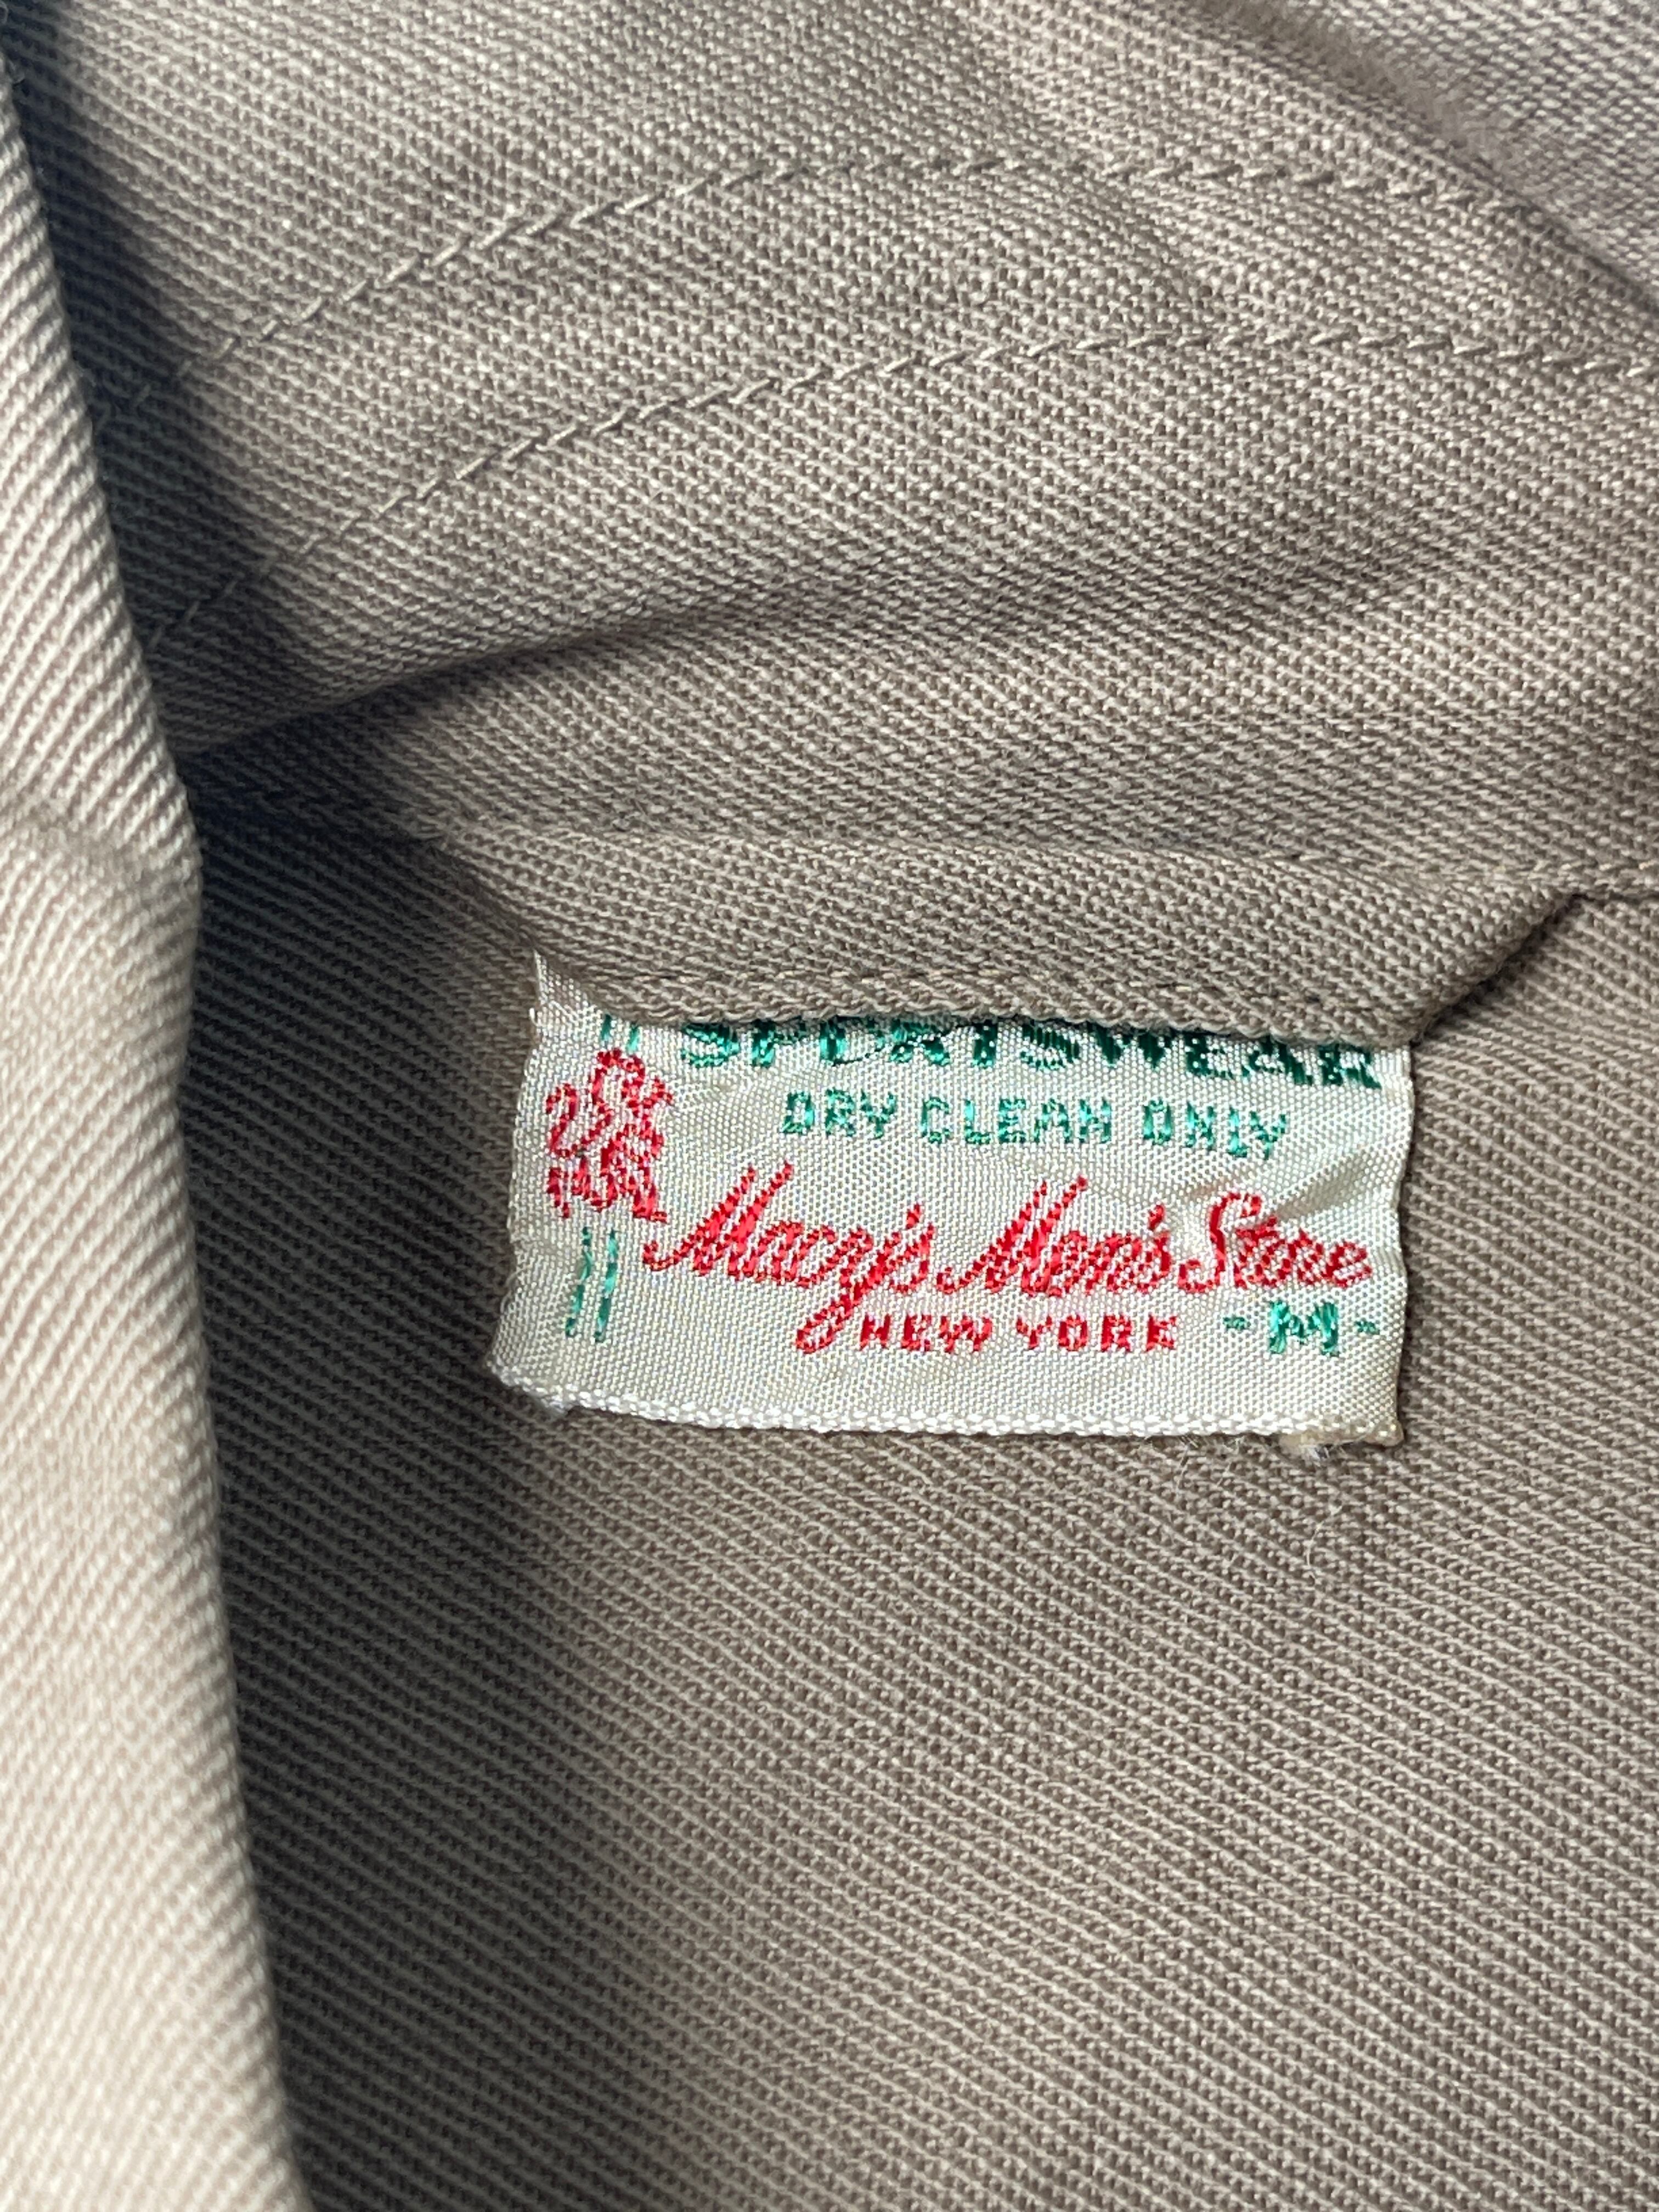 SPORTSWEAR
DRY CLEAN ONLY
Macy's Men's Store
NEW YORK -M-